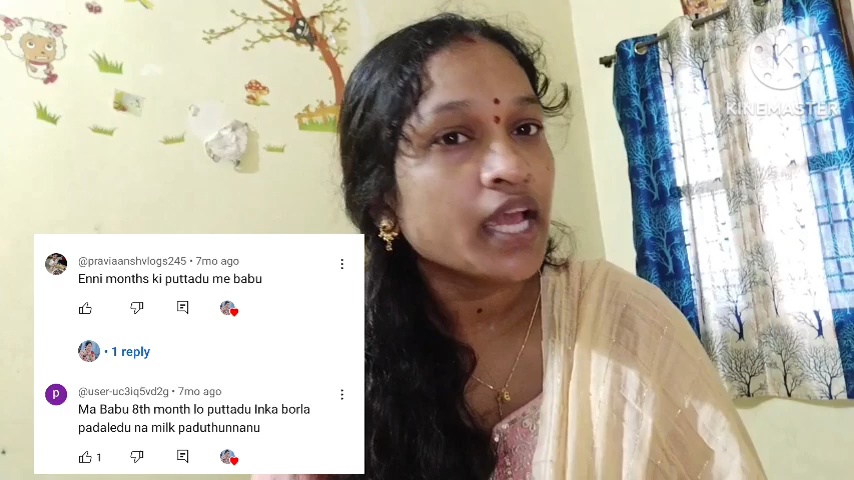 KINEMASTER
@praviaanshvlogs245 • 7mo ago
Enni months ki puttadu me babu
• 1 reply
P
@user-uc3iq5vd2g • 7mo ago
Ma Babu 8th month lo puttadu Inka borla
padaledu na milk paduthunnanu
1